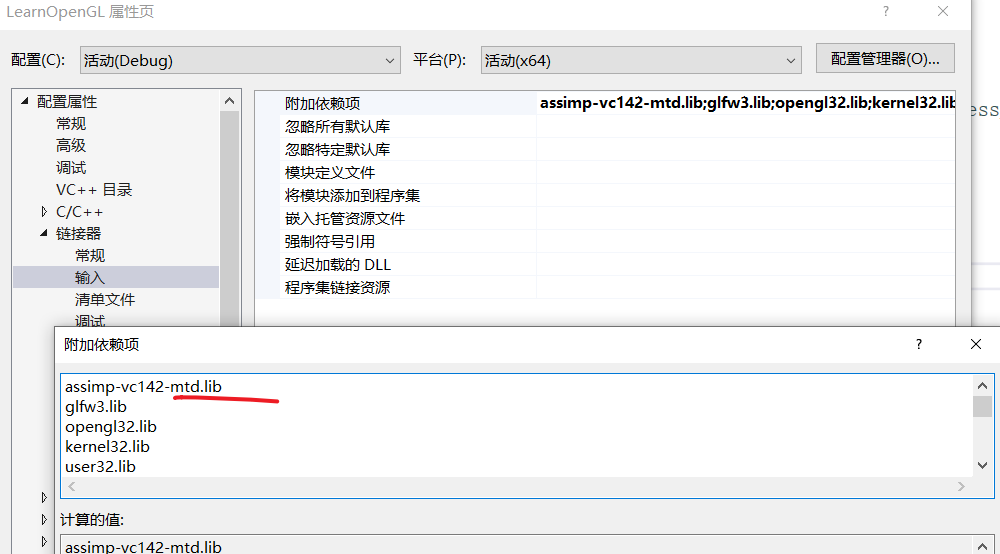 LearnOpenGL 属性页
配置(C): 活动(Debug) 平台(P): 活动(x64) 配置管理器(O)...
配置属性
常规
高级
调试
VC++ 目录
C/C++
链接器
常规
输入
清单文件
调试
附加依赖项 assimp-vc142-mtd.lib;glfw3.lib;opengl32.lib;kernel32.lib
忽略所有默认库
忽略特定默认库
模块定义文件
将模块添加到程序集
嵌入托管资源文件
强制符号引用
延迟加载的 DLL
程序集链接资源
ess
附加依赖项
assimp-vc142-mtd.lib
glfw3.lib
opengl32.lib
kernel32.lib
user32.lib
计算的值:
assimp-vc142-mtd.lib